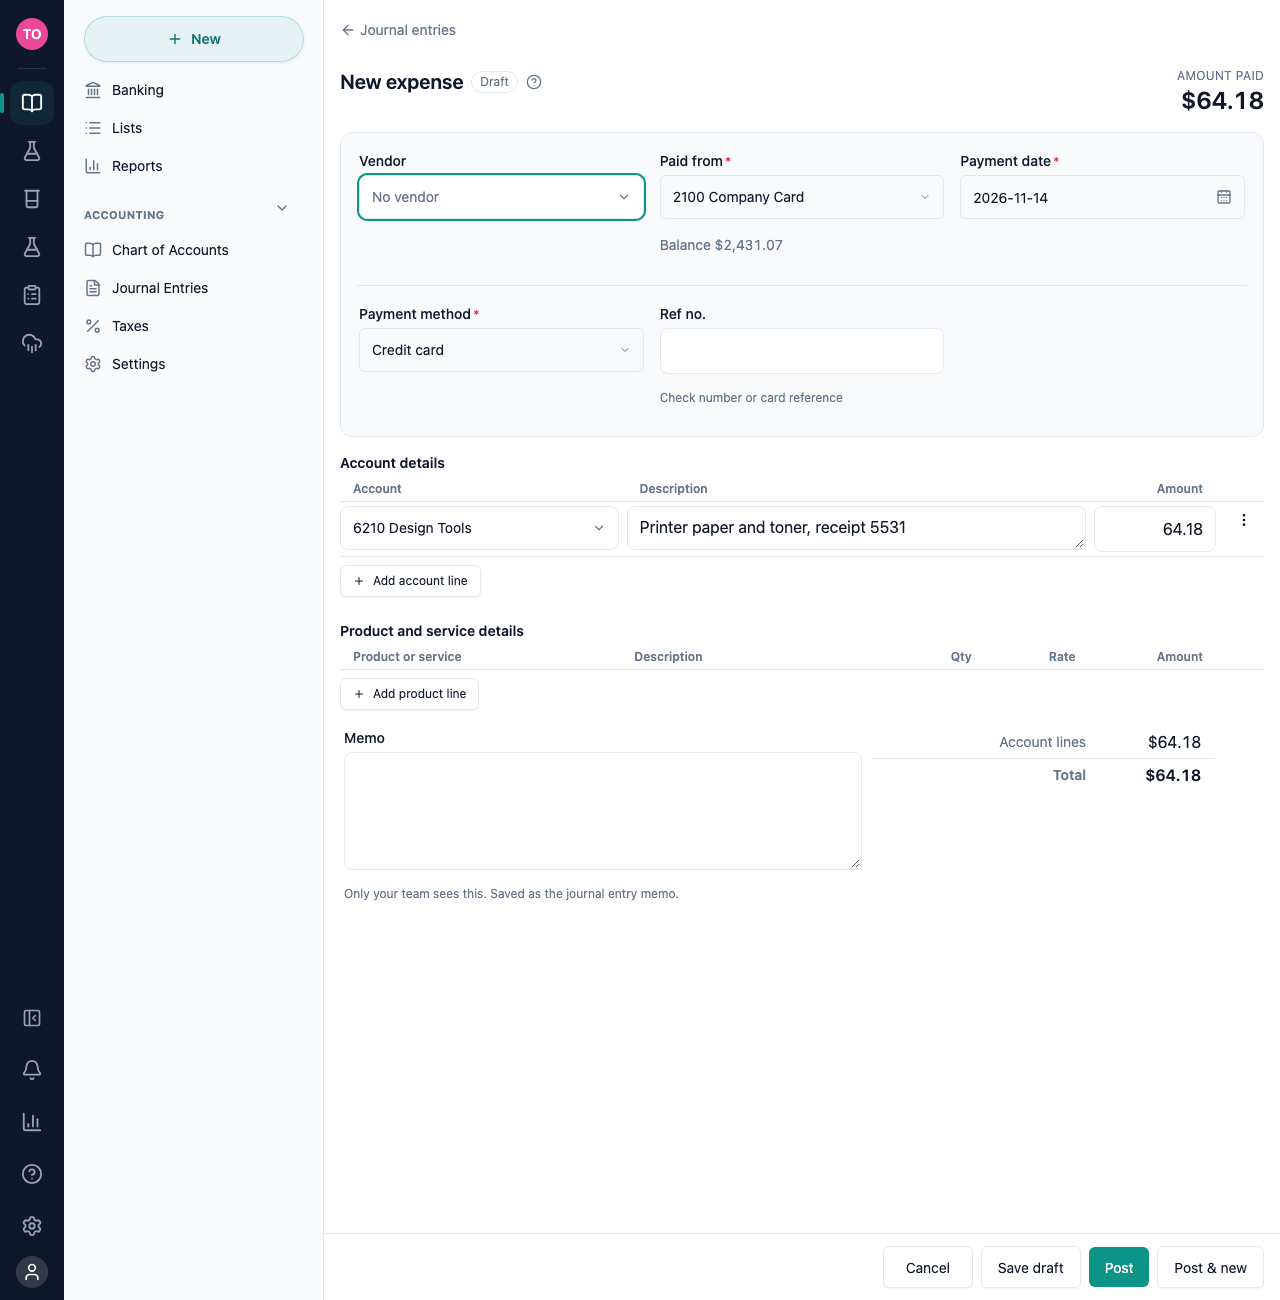 TO
New
Banking
Lists
Reports
ACCOUNTING
Chart of Accounts
Journal Entries
Taxes
Settings
Journal entries
New expense Draft
AMOUNT PAID
$64.18
Vendor Paid from* Payment date*
No vendor 2100 Company Card 2026-11-14
Balance $2,431.07
Payment method* Ref no.
Credit card
Check number or card reference
Account details
Account Description Amount
6210 Design Tools Printer paper and toner, receipt 5531 64.18
Add account line
Product and service details
Product or service Description Qty Rate Amount
Add product line
Memo
Account lines $64.18
Total $64.18
Only your team sees this. Saved as the journal entry memo.
Cancel Save draft Post Post & new